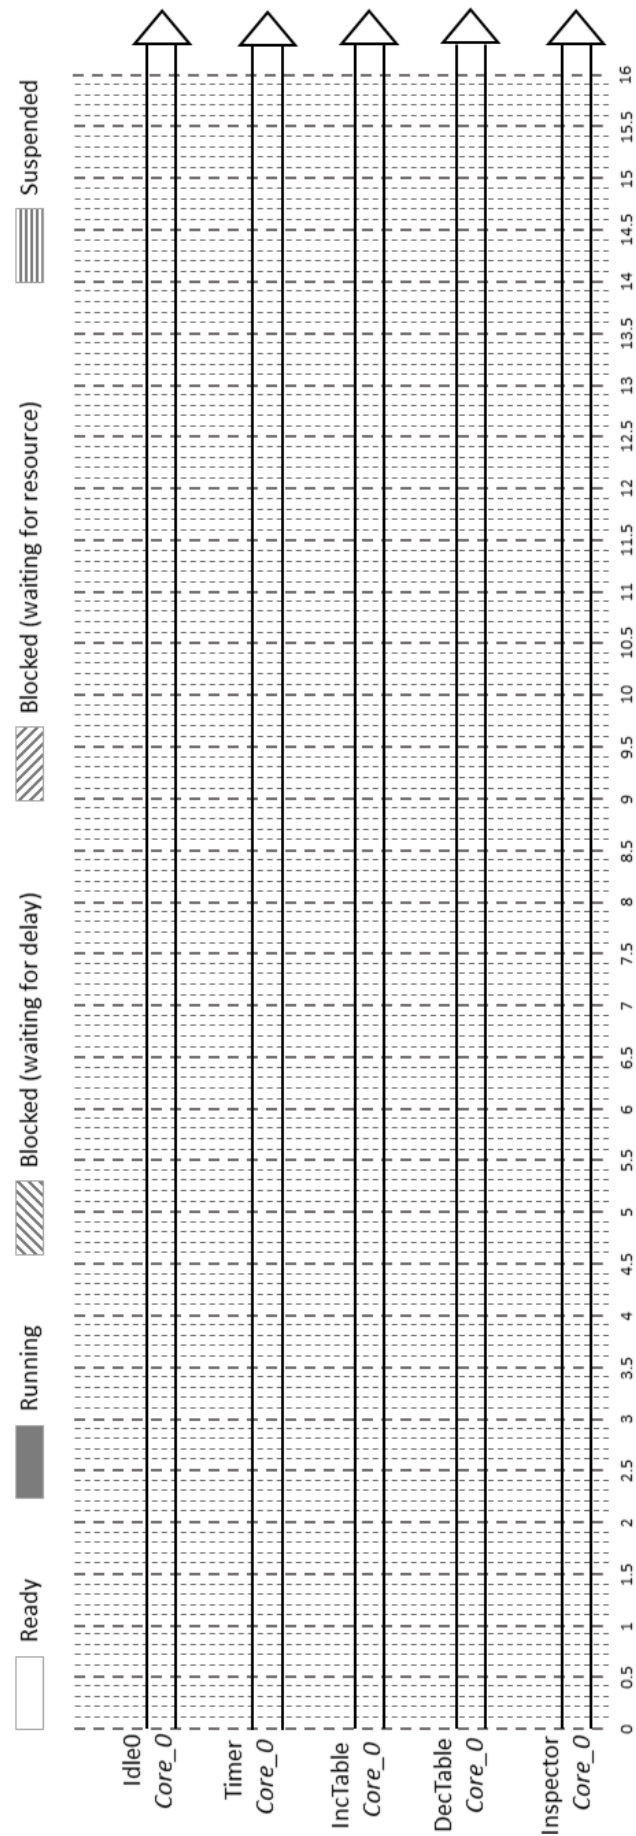 Ready
Running
Blocked (waiting for delay)
Blocked (waiting for resource)
Suspended
Idle0
Core_0
Timer
Core_0
IncTable
Core_0
DecTable
Core_0
Inspector
Core_0
0 0.5 1 1.5 2 2.5 3 3.5 4 4.5 5 5.5 6 6.5 7 7.5 8 8.5 9 9.5 10 10.5 11 11.5 12 12.5 13 13.5 14 14.5 15 15.5 16